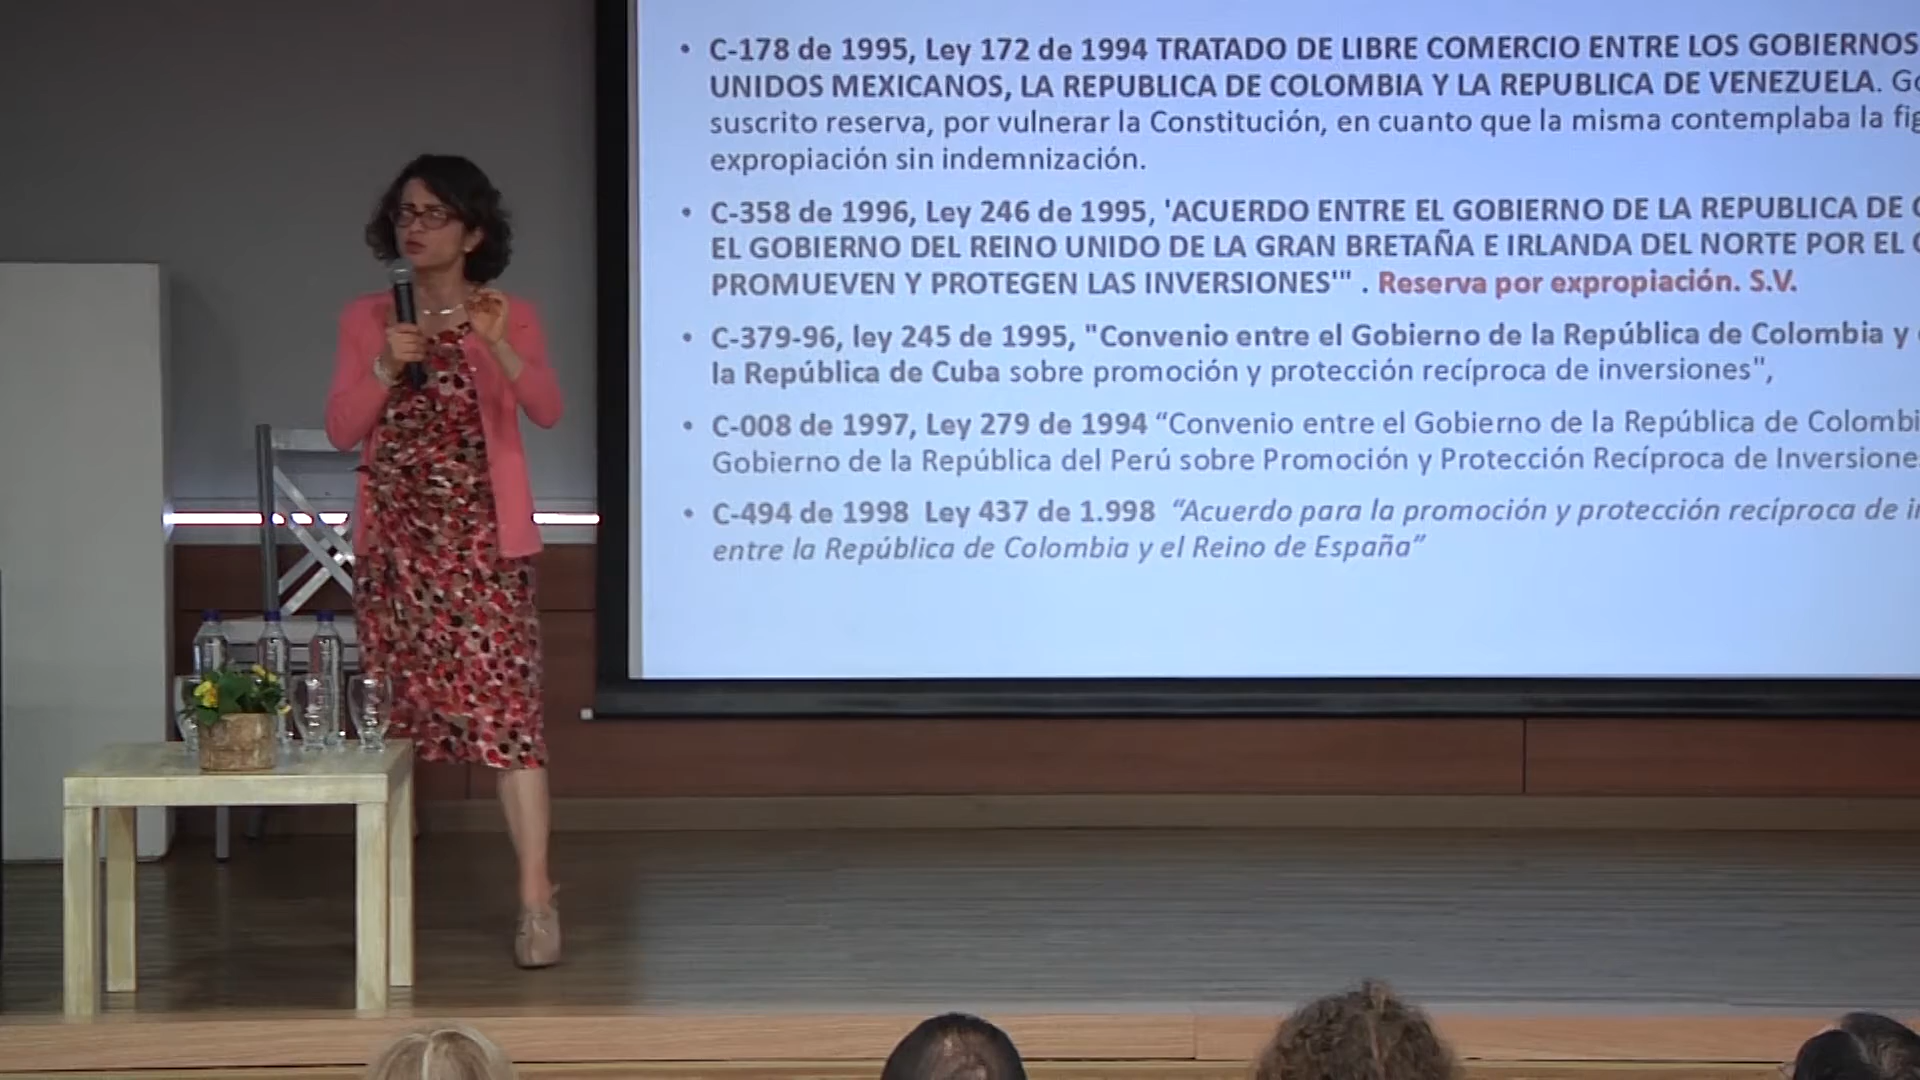 • C-178 de 1995, Ley 172 de 1994 TRATADO DE LIBRE COMERCIO ENTRE LOS GOBIERNOS
UNIDOS MEXICANOS, LA REPUBLICA DE COLOMBIA Y LA REPUBLICA DE VENEZUELA.
suscrito reserva, por vulnerar la Constitución, en cuanto que la misma contemplaba la
expropiación sin indemnización.
• C-358 de 1996, Ley 246 de 1995, 'ACUERDO ENTRE EL GOBIERNO DE LA REPUBLICA DE
EL GOBIERNO DEL REINO UNIDO DE LA GRAN BRETAÑA E IRLANDA DEL NORTE POR EL
PROMUEVEN Y PROTEGEN LAS INVERSIONES'" . Reserva por expropiación. S.V.
• C-379-96, ley 245 de 1995, "Convenio entre el Gobierno de la República de Colombia y
la República de Cuba sobre promoción y protección recíproca de inversiones",
• C-008 de 1997, Ley 279 de 1994 “Convenio entre el Gobierno de la República de Colombi
Gobierno de la República del Perú sobre Promoción y Protección Recíproca de Inversione
• C-494 de 1998 Ley 437 de 1.998 “Acuerdo para la promoción y protección recíproca de
entre la República de Colombia y el Reino de España”